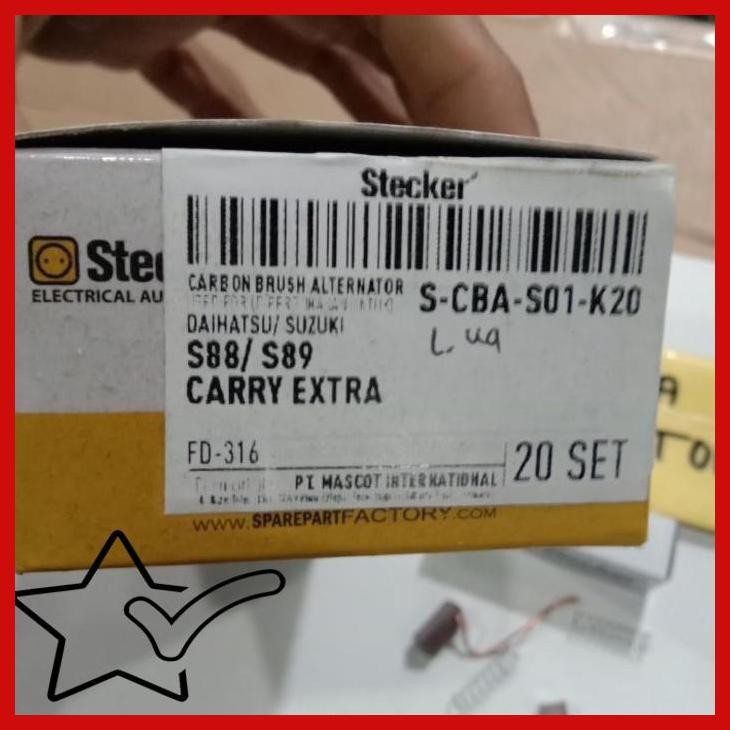 Stecker
Stec
ELECTRICAL AU
CARBON BRUSH ALTERNATOR
S-CBA-S01-K20
DAIHATSU/ SUZUKI
S88/ S89
CARRY EXTRA
FD-316
20 SET
PT. MASCOT INTERNATIONAL
WWW.SPAREPARTFACTORY.COM